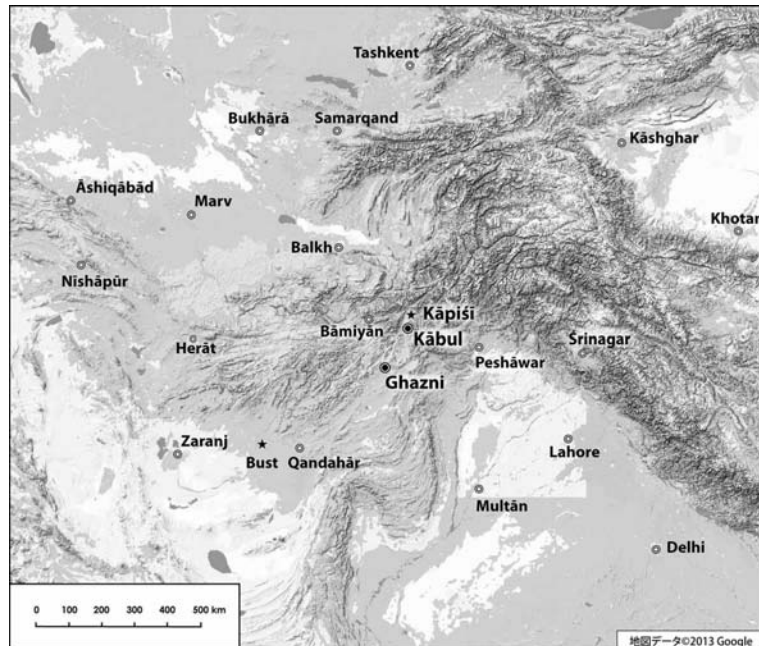 Tashkent
Bukhārā
Samarqand
Kāshghar
Āshiqābād
Marv
Khotan
Balkh
Nīshāpūr
Kāpiśī
Bāmiyān
Kābul
Śrinagar
Herāt
Peshāwar
Ghazni
Zaranj
Bust
Qandahār
Lahore
Multān
Delhi
0 100 200 300 400 500 km
地図データ©2013 Google